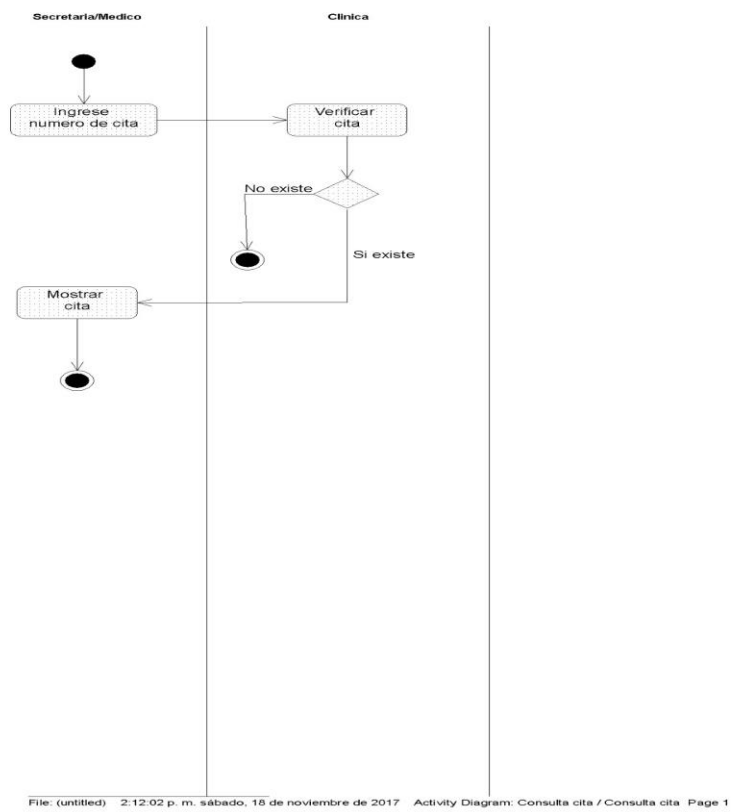 Secretaria/Medico
Clinica
Ingrese
numero de cita
Verificar
cita
No existe
Si existe
Mostrar
cita
File: (untitled) 2:12:02 p. m. sábado, 18 de noviembre de 2017 Activity Diagram: Consulta cita / Consulta cita Page 1